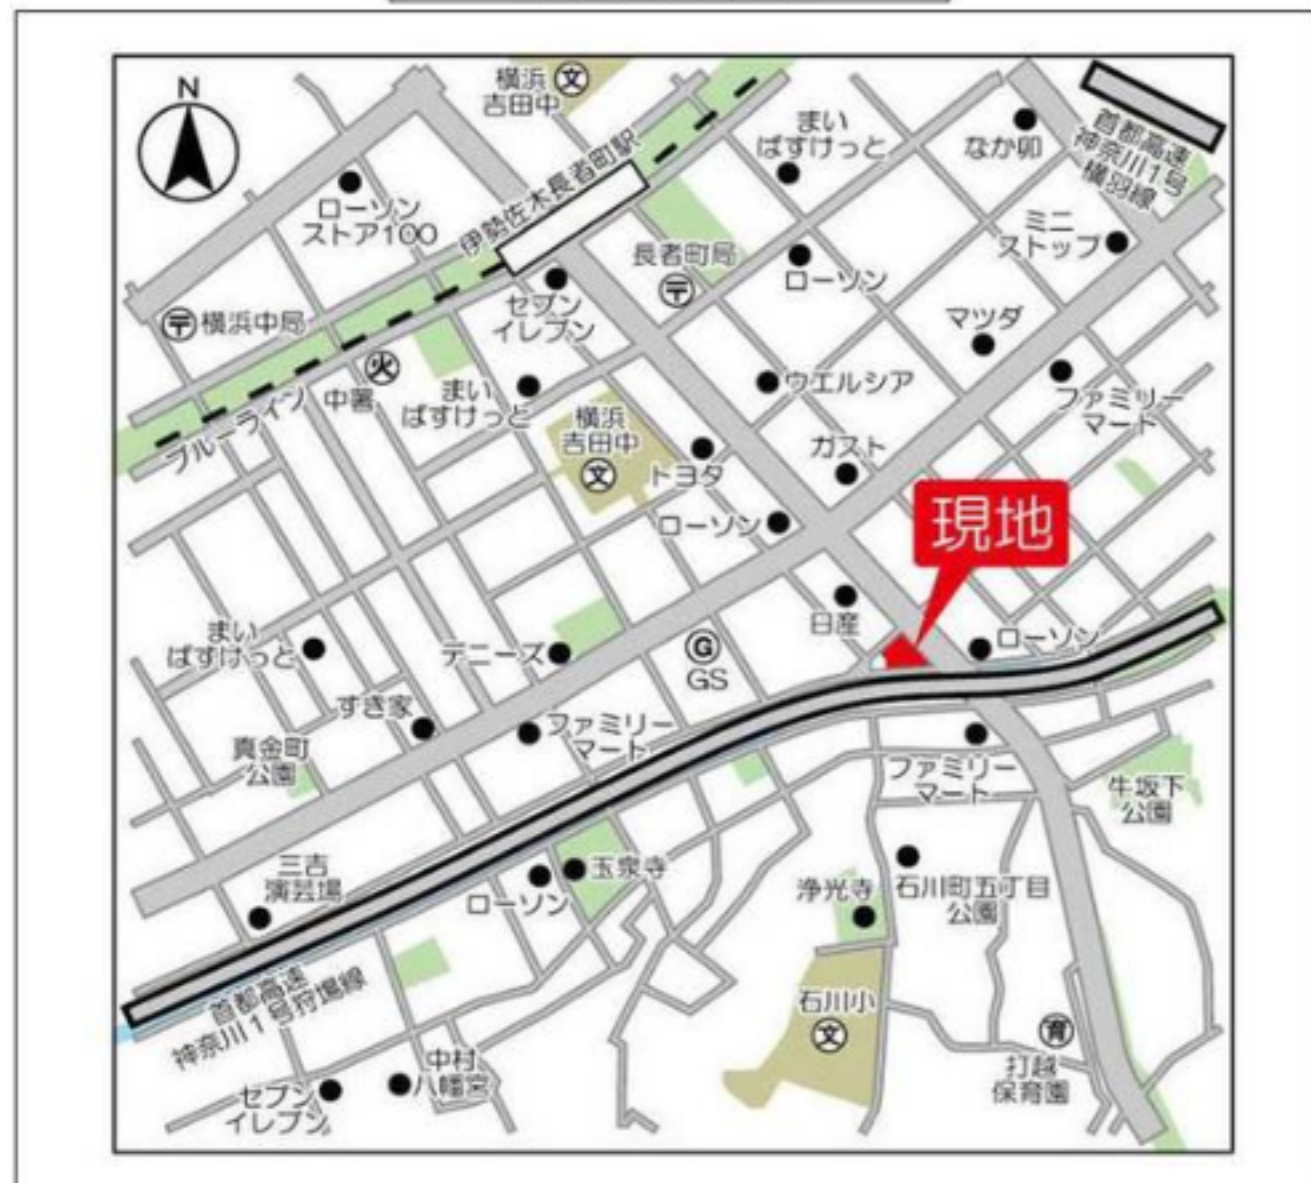 N
横浜
吉田中
文
まい
ばすけっと
なか卯
首都高速
神奈川1号
横羽線
ローソン
ストア100
伊勢佐木長者町駅
長者町局
〒
ローソン
ミニ
ストップ
〒
横浜中局
セブン
イレブン
マツダ
火
中署
まい
ばすけっと
ウエルシア
ファミリー
マート
ブルーライン
横浜
吉田中
文
トヨタ
ガスト
ローソン
現地
日産
ローソン
まい
ばすけっと
デニーズ
G
GS
すき家
ファミリー
マート
真金町
公園
ファミリー
マート
牛坂下
公園
三吉
演芸場
ローソン
玉泉寺
浄光寺
石川町五丁目
公園
首都高速
神奈川1号狩場線
石川小
文
育
打越
保育園
中村
八幡宮
セブン
イレブン